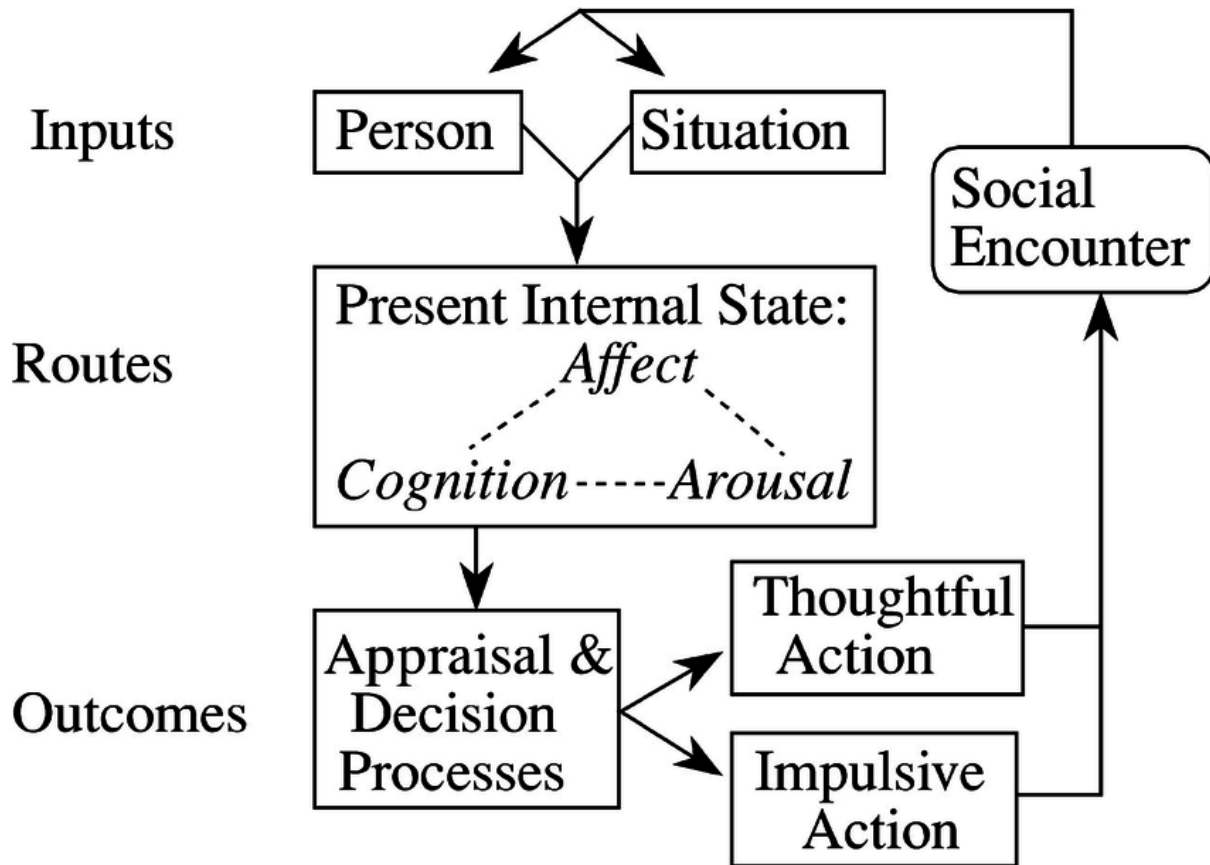 Inputs
Person
Situation
Social
Encounter
Routes
Present Internal State:
Affect
Cognition
Arousal
Outcomes
Appraisal &
Decision
Processes
Thoughtful
Action
Impulsive
Action